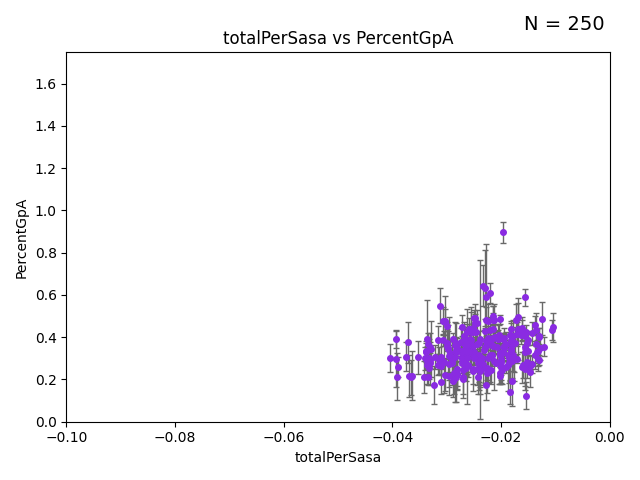 N = 250
totalPerSasa vs PercentGpA
PercentGpA
1.6
1.4
1.2
1.0
0.8
0.6
0.4
0.2
0.0
−0.10 −0.08 −0.06 −0.04 −0.02 0.00
totalPerSasa